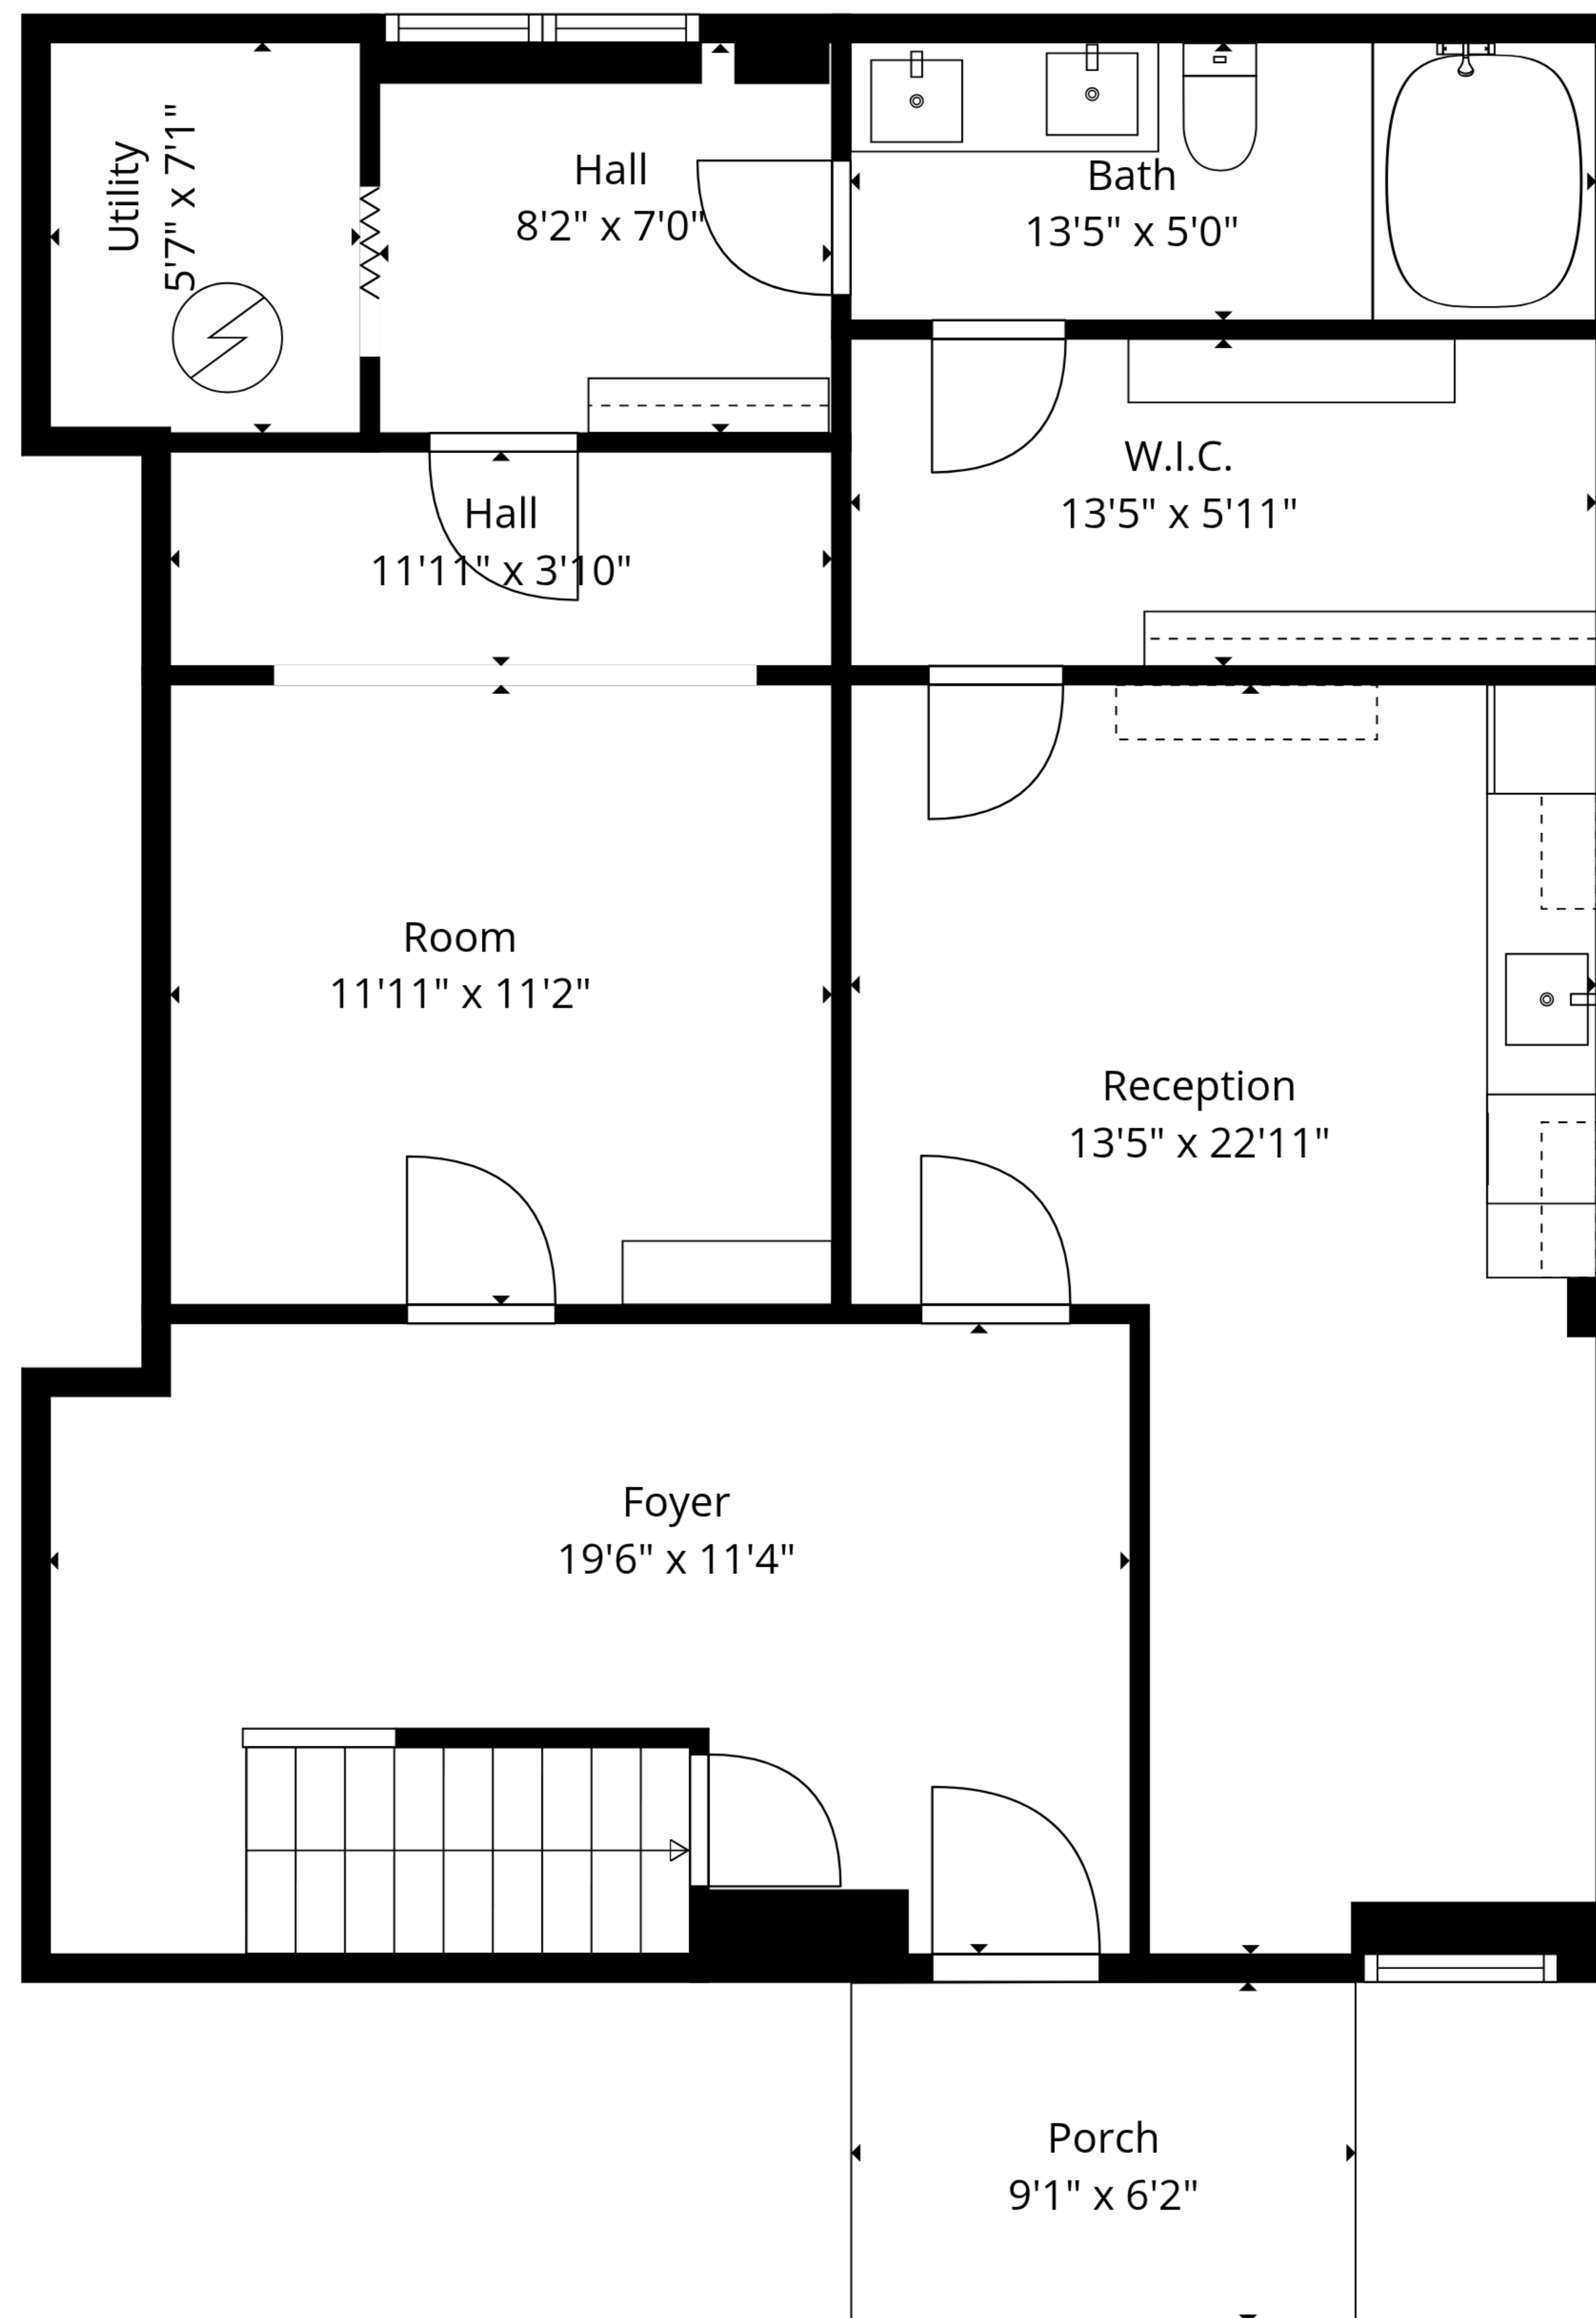 Utility
5'7" x 7'1"
Hall
8'2" x 7'0"
Bath
13'5" x 5'0"
W.I.C.
13'5" x 5'11"
Hall
11'11" x 3'10"
Room
11'11" x 11'2"
Reception
13'5" x 22'11"
Foyer
19'6" x 11'4"
Porch
9'1" x 6'2"